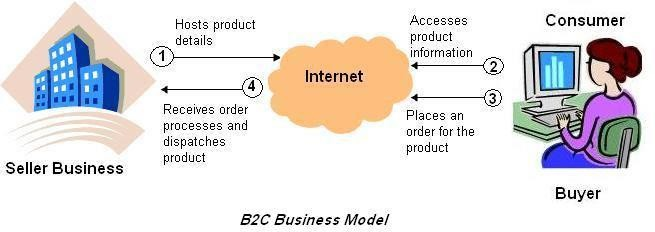 Hosts product
details
1
Seller Business
Internet
4
Receives order
processes and
dispatches
product
Accesses
product
information
2
3
Places an
order for the
product
Consumer
Buyer
B2C Business Model